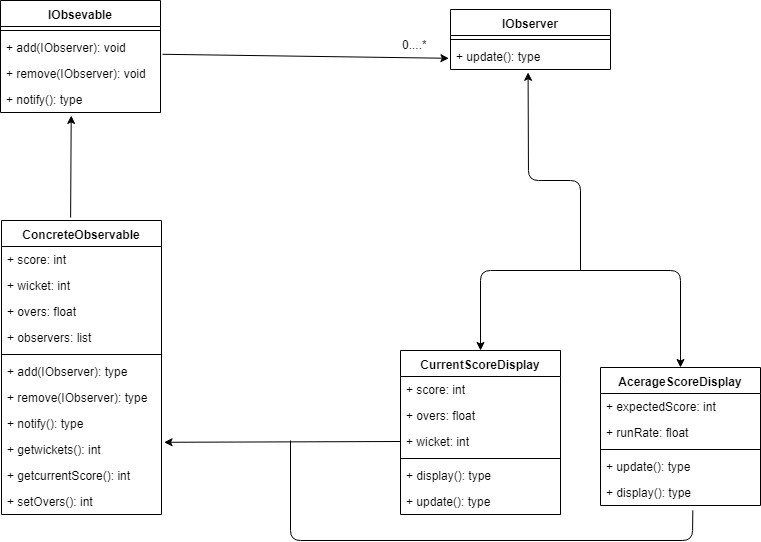 IObsevable
+ add(IObserver): void
+ remove(IObserver): void
+ notify(): type
0....*
IObserver
+ update(): type
ConcreteObservable
+ score: int
+ wicket: int
+ overs: float
+ observers: list
+ add(IObserver): type
+ remove(IObserver): type
+ notify(): type
+ getwickets(): int
+ getcurrentScore(): int
+ setOvers(): int
CurrentScoreDisplay
+ score: int
+ overs: float
+ wicket: int
+ display(): type
+ update(): type
AcerageScoreDisplay
+ expectedScore: int
+ runRate: float
+ update(): type
+ display(): type